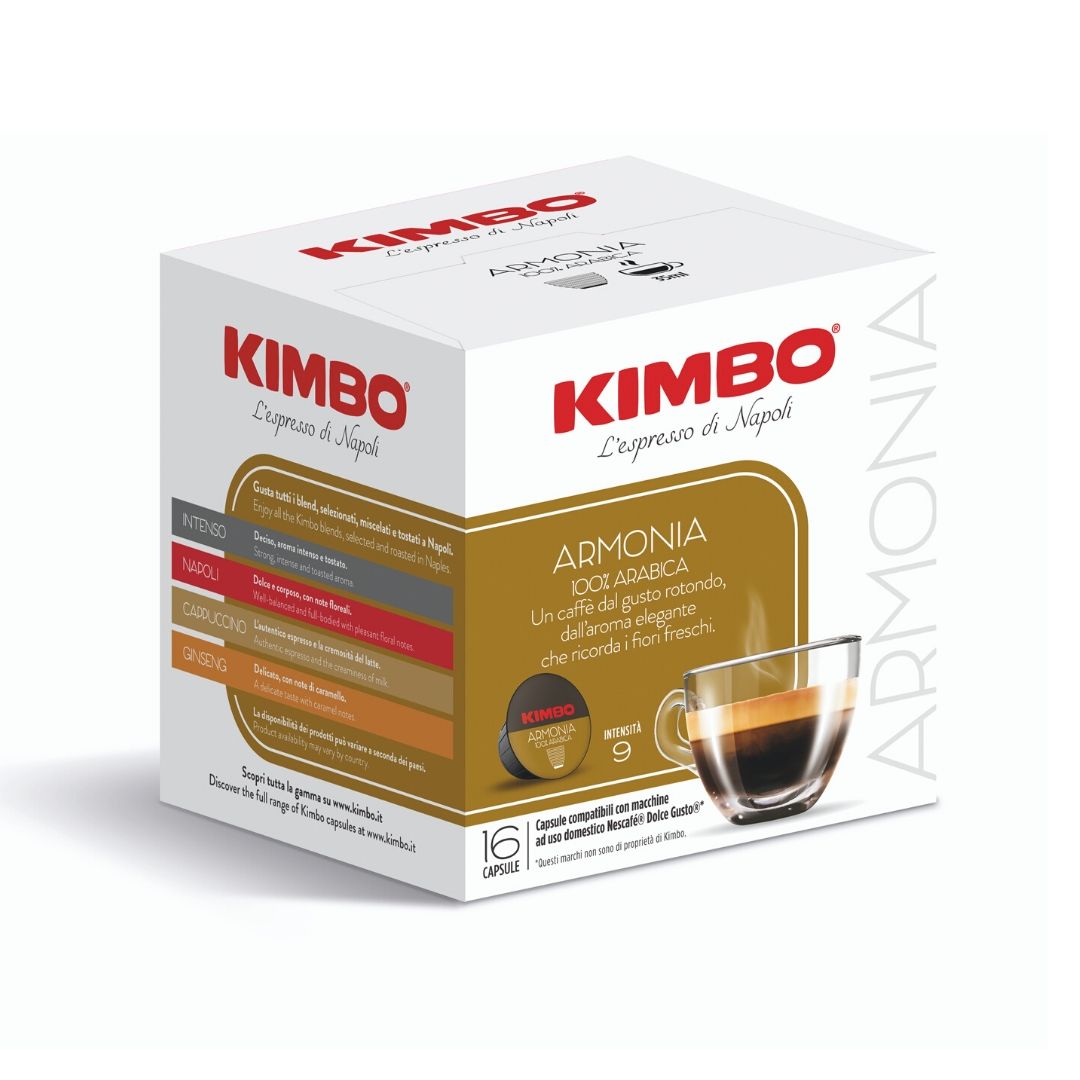 KIMBO®
L'espresso di Napoli
ARMONIA
100% ARABICA
35ml
KIMBO®
L'espresso di Napoli
Gusta tutti i blend, selezionati, miscelati e tostati a Napoli.
Enjoy all the Kimbo blends, selected and roasted in Naples.
INTENSO
Deciso, aroma intenso e tostato.
Strong, intense and toasted aroma.
NAPOLI
Dolce e corposo, con note floreali.
Well-balanced and full-bodied with pleasant floral notes.
CAPPUCCINO
L'autentico espresso e la cremosità del latte.
Authentic espresso and the creaminess of milk.
GINSENG
Delicato, con note di caramello.
A delicate taste with caramel notes.
La disponibilità dei prodotti può variare a seconda dei paesi.
Product availability may vary by country.
Scopri tutta la gamma su www.kimbo.it
Discover the full range of Kimbo capsules at www.kimbo.it
KIMBO®
L'espresso di Napoli
ARMONIA
100% ARABICA
Un caffè dal gusto rotondo,
dall'aroma elegante
che ricorda i fiori freschi.
KIMBO
ARMONIA
100% ARABICA
INTENSITÀ
9
16
CAPSULE
Capsule compatibili con macchine
ad uso domestico Nescafé® Dolce Gusto®*
*Questi marchi non sono di proprietà di Kimbo.
ARMONIA